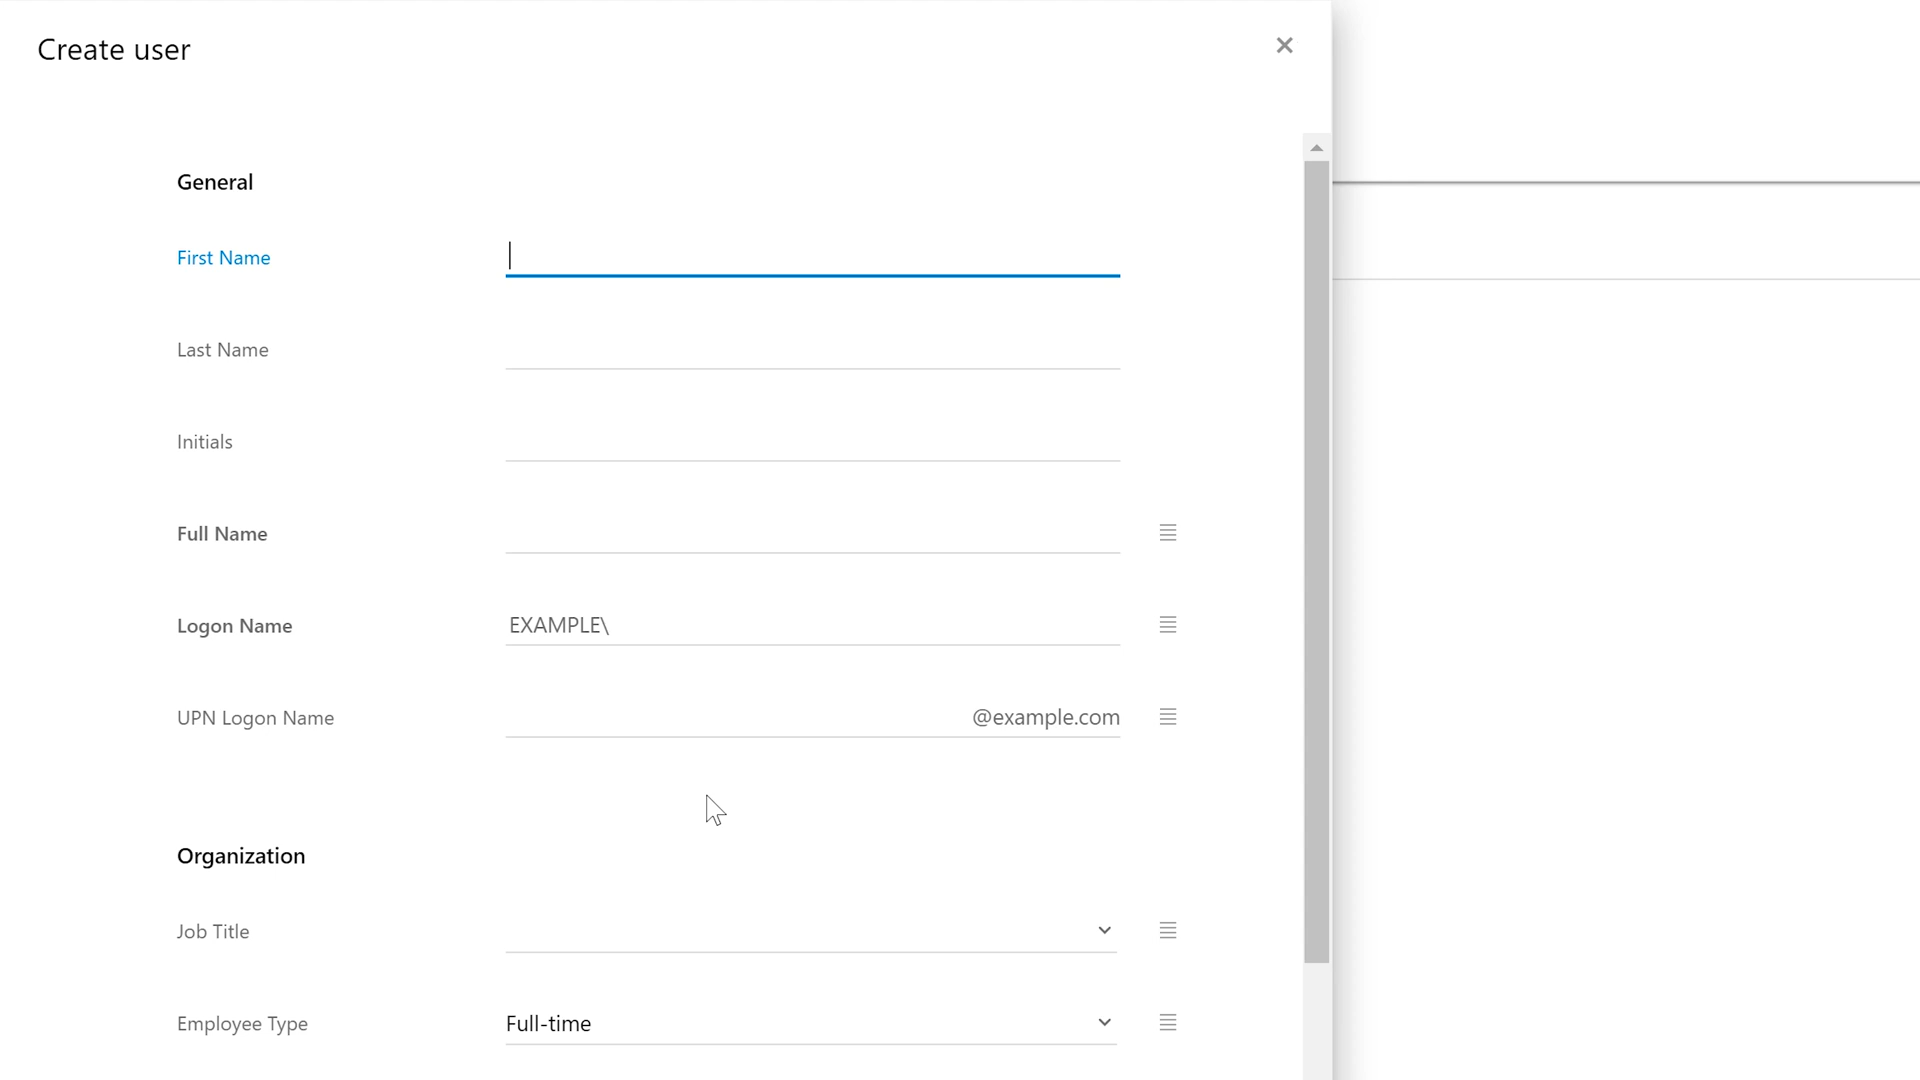 Create user
General
First Name
Last Name
Initials
Full Name
Logon Name EXAMPLE\
UPN Logon Name @example.com
Organization
Job Title
Employee Type Full-time